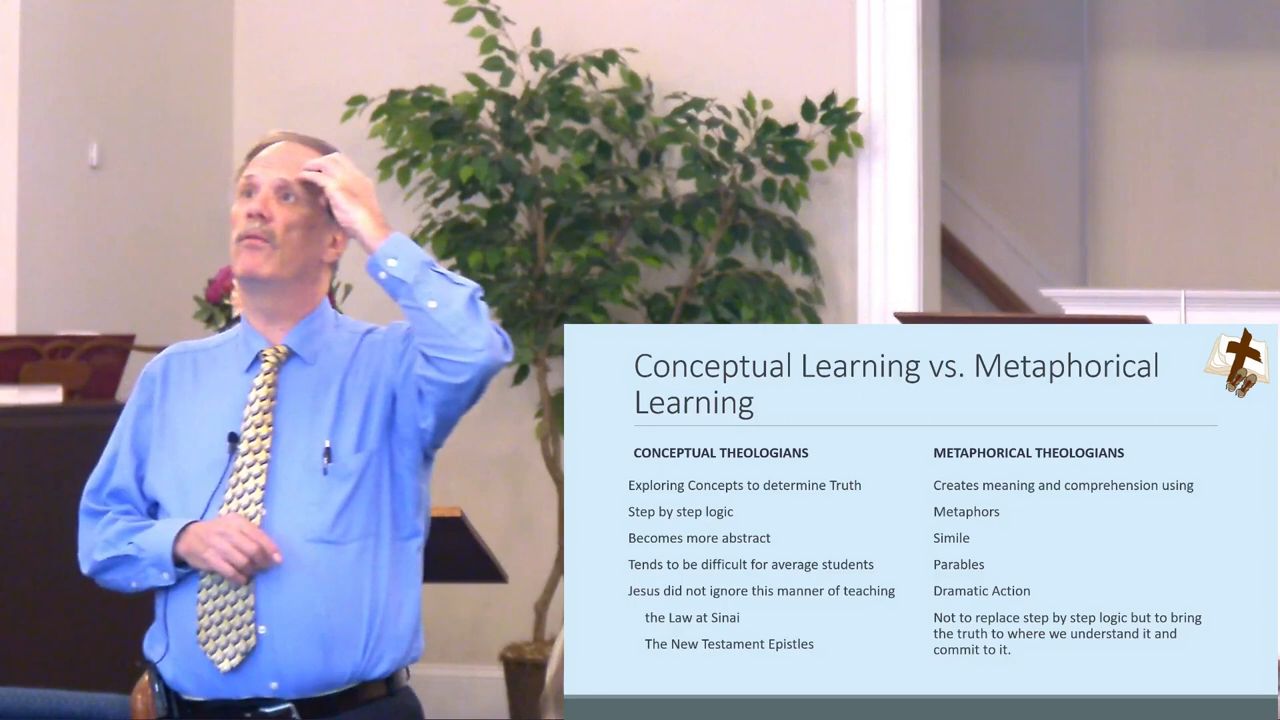 Conceptual Learning vs. Metaphorical
Learning
CONCEPTUAL THEOLOGIANS
Exploring Concepts to determine Truth
Step by step logic
Becomes more abstract
Tends to be difficult for average students
Jesus did not ignore this manner of teaching
the Law at Sinai
The New Testament Epistles
METAPHORICAL THEOLOGIANS
Creates meaning and comprehension using
Metaphors
Simile
Parables
Dramatic Action
Not to replace step by step logic but to bring
the truth to where we understand it and
commit to it.